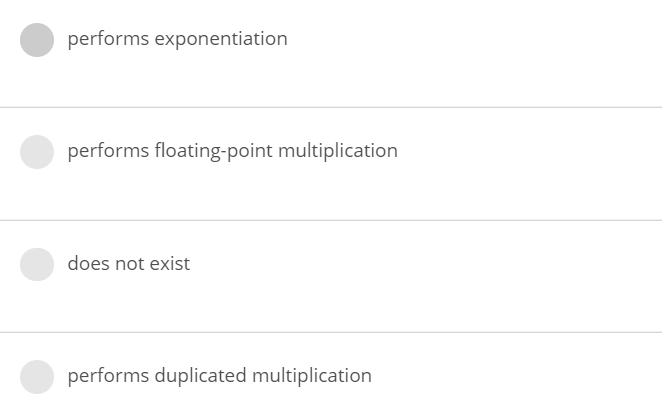 performs exponentiation
performs floating-point multiplication
does not exist
performs duplicated multiplication